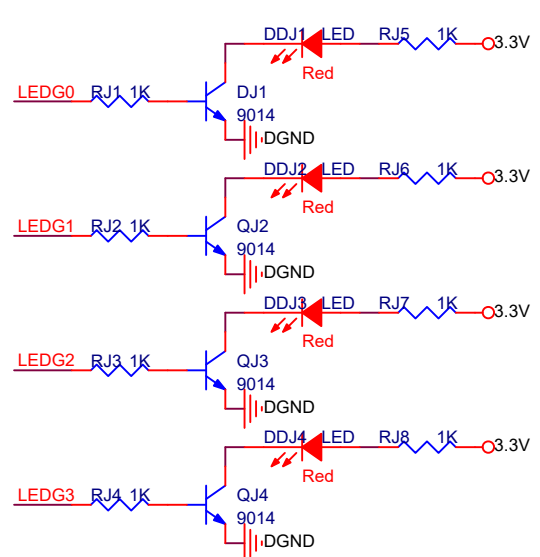 DDJ1 LED RJ5 1K 3.3V
Red
LEDG0 RJ1 1K DJ1
9014
DGND
DDJ2 LED RJ6 1K 3.3V
Red
LEDG1 RJ2 1K QJ2
9014
DGND
DDJ3 LED RJ7 1K 3.3V
Red
LEDG2 RJ3 1K QJ3
9014
DGND
DDJ4 LED RJ8 1K 3.3V
Red
LEDG3 RJ4 1K QJ4
9014
DGND